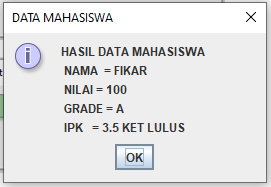 DATA MAHASISWA
HASIL DATA MAHASISWA
NAMA = FIKAR
NILAI = 100
GRADE = A
IPK = 3.5 KET LULUS
OK